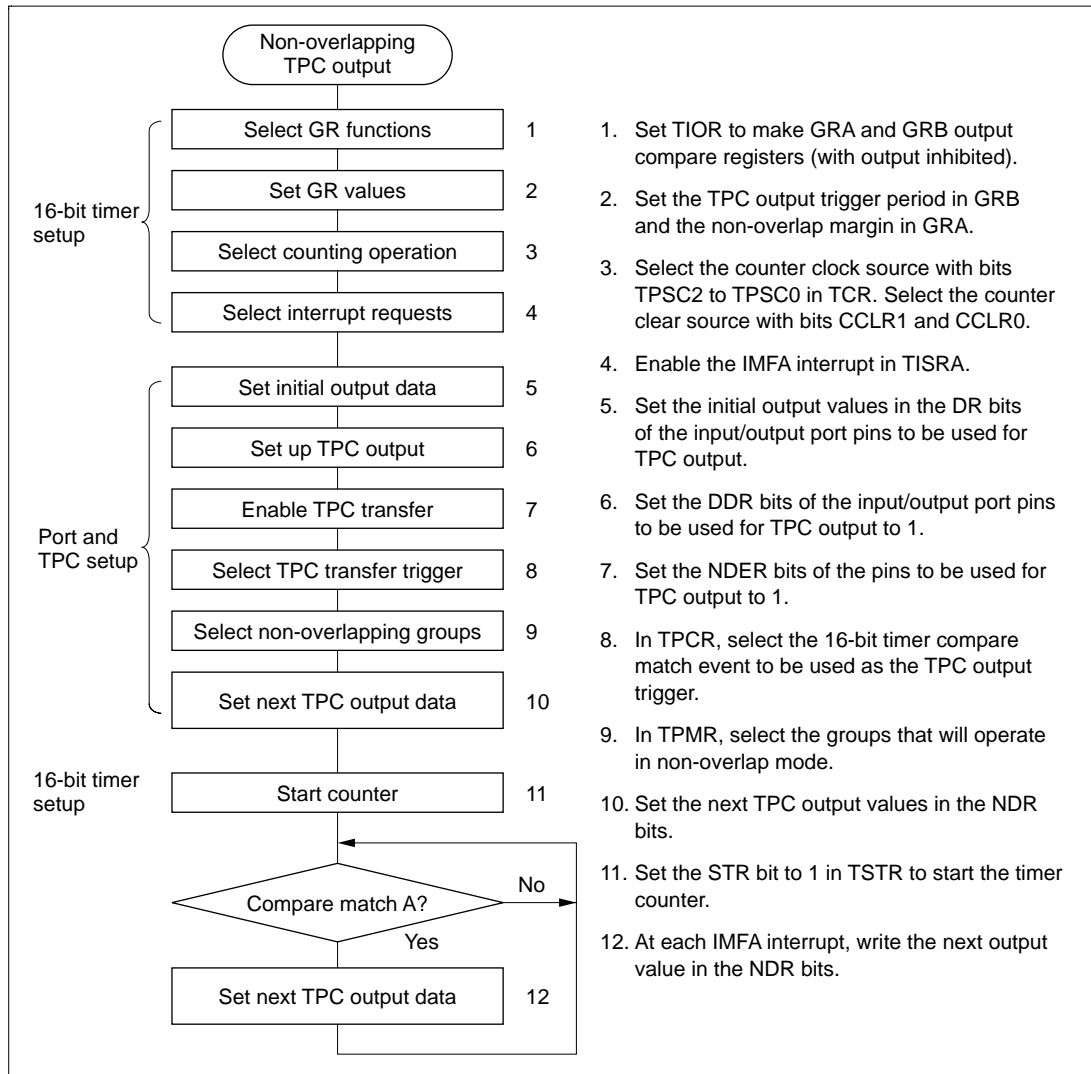 Non-overlapping
TPC output
16-bit timer
setup
Select GR functions 1
Set GR values 2
Select counting operation 3
Select interrupt requests 4
Port and
TPC setup
Set initial output data 5
Set up TPC output 6
Enable TPC transfer 7
Select TPC transfer trigger 8
Select non-overlapping groups 9
Set next TPC output data 10
16-bit timer
setup
Start counter 11
Compare match A?
No
Yes
Set next TPC output data 12
1. Set TIOR to make GRA and GRB output
compare registers (with output inhibited).
2. Set the TPC output trigger period in GRB
and the non-overlap margin in GRA.
3. Select the counter clock source with bits
TPSC2 to TPSC0 in TCR. Select the counter
clear source with bits CCLR1 and CCLR0.
4. Enable the IMFA interrupt in TISRA.
5. Set the initial output values in the DR bits
of the input/output port pins to be used for
TPC output.
6. Set the DDR bits of the input/output port pins
to be used for TPC output to 1.
7. Set the NDER bits of the pins to be used for
TPC output to 1.
8. In TPCR, select the 16-bit timer compare
match event to be used as the TPC output
trigger.
9. In TPMR, select the groups that will operate
in non-overlap mode.
10. Set the next TPC output values in the NDR
bits.
11. Set the STR bit to 1 in TSTR to start the timer
counter.
12. At each IMFA interrupt, write the next output
value in the NDR bits.